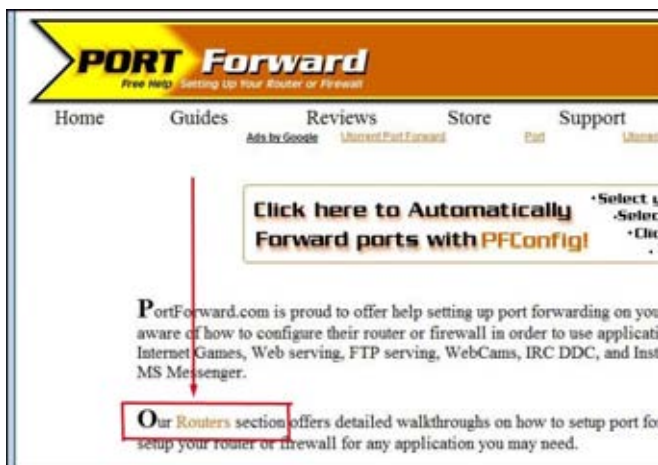 PORT Forward
Free Help Setting Up Your Router or Firewall
Home Guides Reviews Store Support
Ads by Google Utorrent Port Forward Port
Click here to Automatically
Forward ports with PFConfig!
•Select y
•Selec
•Clic
PortForward.com is proud to offer help setting up port forwarding on you
aware of how to configure their router or firewall in order to use applicati
Internet Games, Web serving, FTP serving, WebCams, IRC DDC, and Inst
MS Messenger.
Our Routers section offers detailed walkthroughs on how to setup port fo
setup your router or firewall for any application you may need.